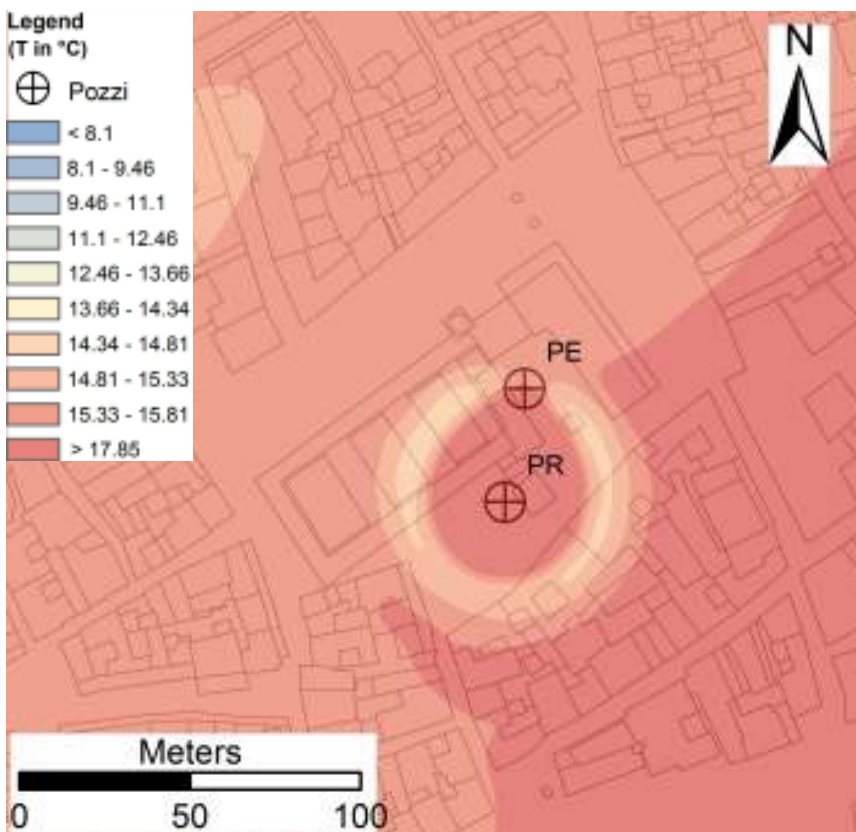 Legend
(T in °C)
Pozzi
< 8.1
8.1 - 9.46
9.46 - 11.1
11.1 - 12.46
12.46 - 13.66
13.66 - 14.34
14.34 - 14.81
14.81 - 15.33
15.33 - 15.81
> 17.85
N
PE
PR
Meters
0 50 100